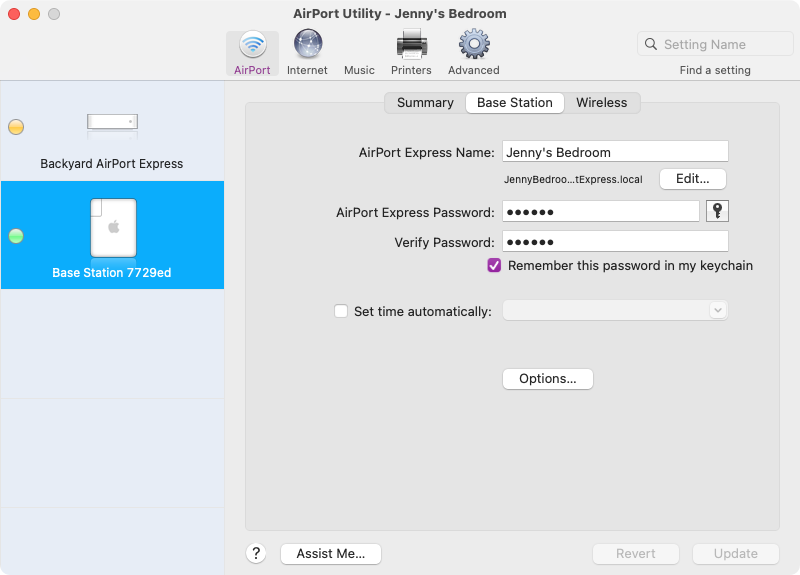 AirPort Utility - Jenny's Bedroom
AirPort Internet Music Printers Advanced
Setting Name
Find a setting
Backyard AirPort Express
Base Station 7729ed
Summary Base Station Wireless
AirPort Express Name: Jenny's Bedroom
JennyBedroo...tExpress.local Edit...
AirPort Express Password: ••••••
Verify Password: ••••••
Remember this password in my keychain
Set time automatically:
Options...
? Assist Me... Revert Update